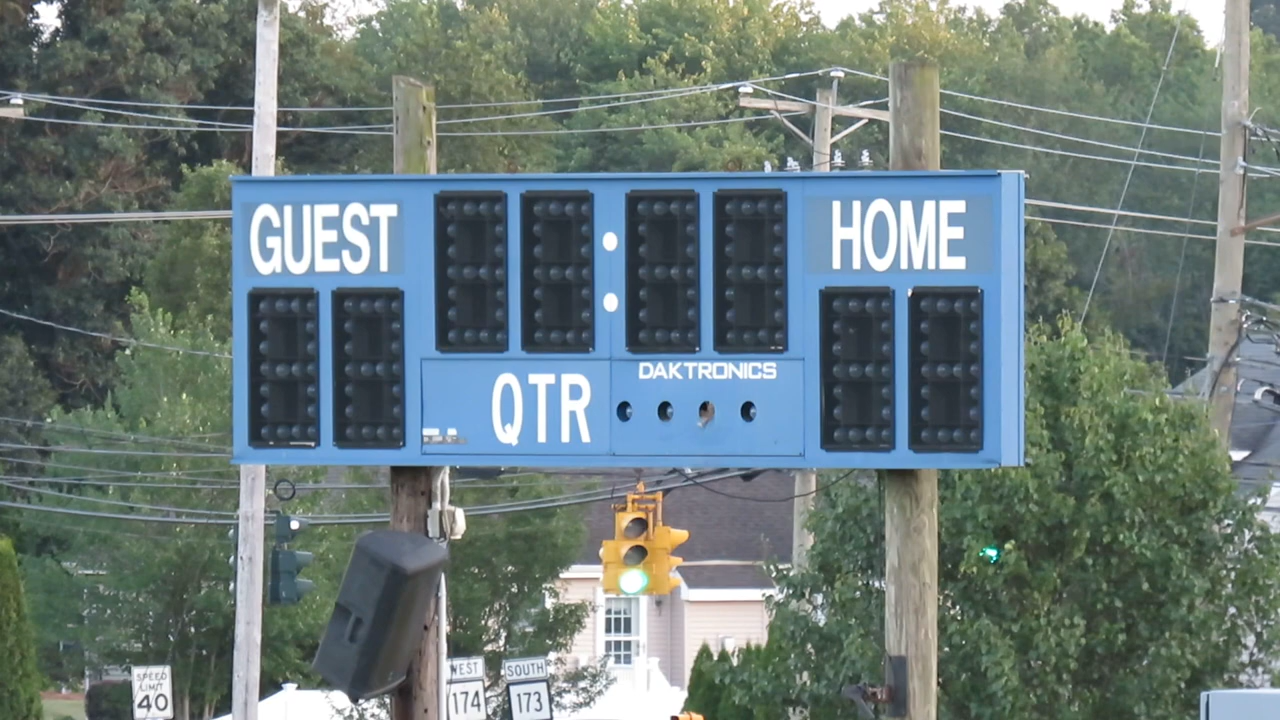 GUEST
HOME
DAKTRONICS
QTR
SPEED
LIMIT
40
WEST
174
SOUTH
173